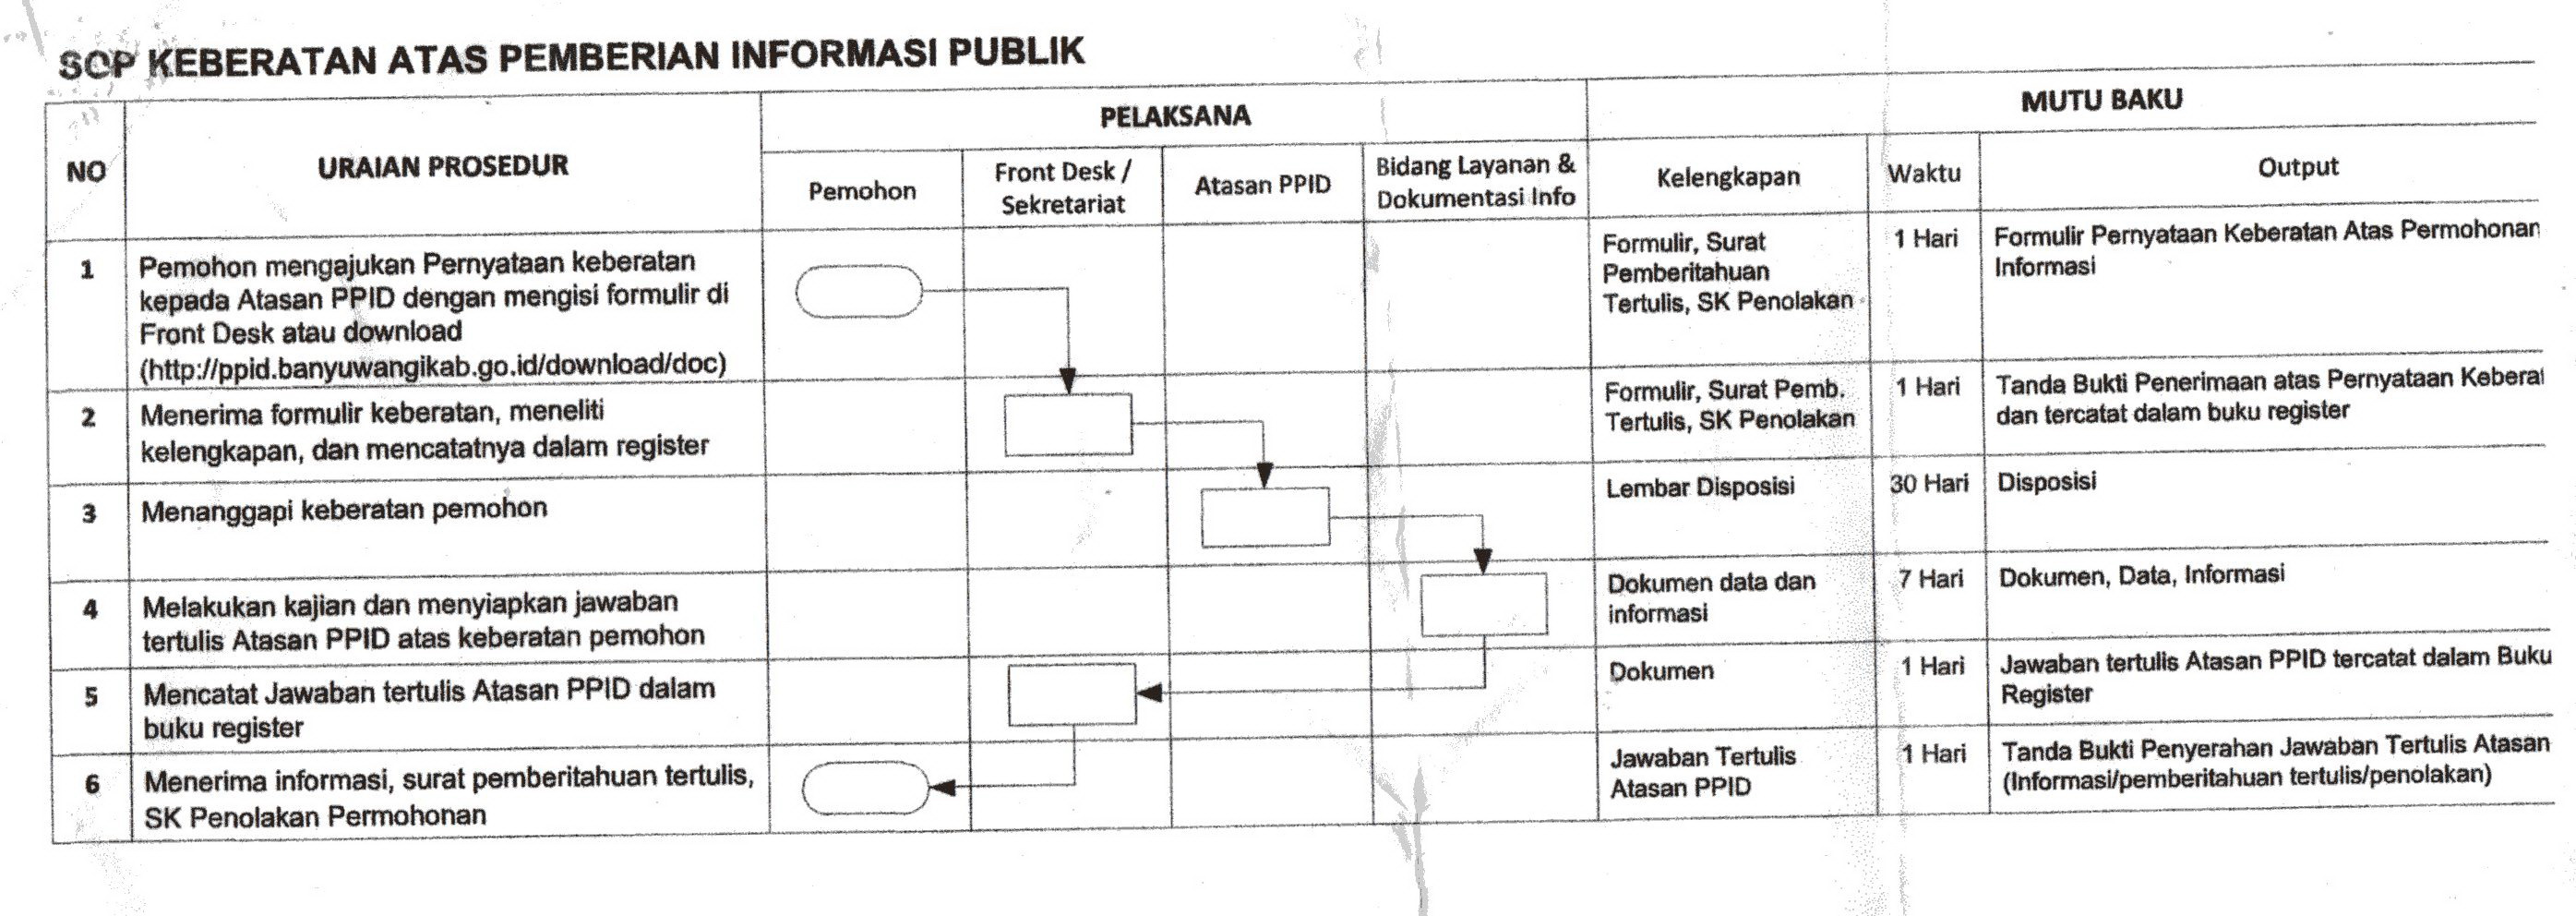 SOP KEBERATAN ATAS PEMBERIAN INFORMASI PUBLIK
NO
URAIAN PROSEDUR
PELAKSANA
MUTU BAKU
Pemohon
Front Desk /
Sekretariat
Atasan PPID
Bidang Layanan &
Dokumentasi Info
Kelengkapan
Waktu
Output
1
Pemohon mengajukan Pernyataan keberatan
kepada Atasan PPID dengan mengisi formulir di
Front Desk atau download
(http://ppid.banyuwangikab.go.id/download/doc)
Formulir, Surat
Pemberitahuan
Tertulis, SK Penolakan
1 Hari
Formulir Pernyataan Keberatan Atas Permohonan
Informasi
2
Menerima formulir keberatan, meneliti
kelengkapan, dan mencatatnya dalam register
Formulir, Surat Pemb.
Tertulis, SK Penolakan
1 Hari
Tanda Bukti Penerimaan atas Pernyataan
dan tercatat dalam buku register
3
Menanggapi keberatan pemohon
Lembar Disposisi
30 Hari
Disposisi
4
Melakukan kajian dan menyiapkan jawaban
tertulis Atasan PPID atas keberatan pemohon
Dokumen data dan
informasi
7 Hari
Dokumen, Data, Informasi
5
Mencatat Jawaban tertulis Atasan PPID dalam
buku register
Dokumen
1 Hari
Jawaban tertulis Atasan PPID tercatat dalam Buku
Register
6
Menerima informasi, surat pemberitahuan tertulis,
SK Penolakan Permohonan
Jawaban Tertulis
Atasan PPID
1 Hari
Tanda Bukti Penyerahan Jawaban Tertulis Atasan
(Informasi/pemberitahuan tertulis/penolakan)